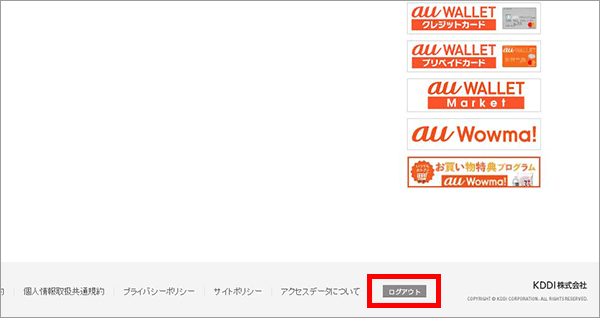 au WALLET
クレジットカード
au WALLET
プリペイドカード
au WALLET
Market
au Wowma!
お買い物特典プログラム
au Wowma!
約
個人情報取扱共通規約
プライバシーポリシー
サイトポリシー
アクセスデータについて
ログアウト
KDDI株式会社
COPYRIGHT © KDDI CORPORATION. ALL RIGHTS RESERVED.